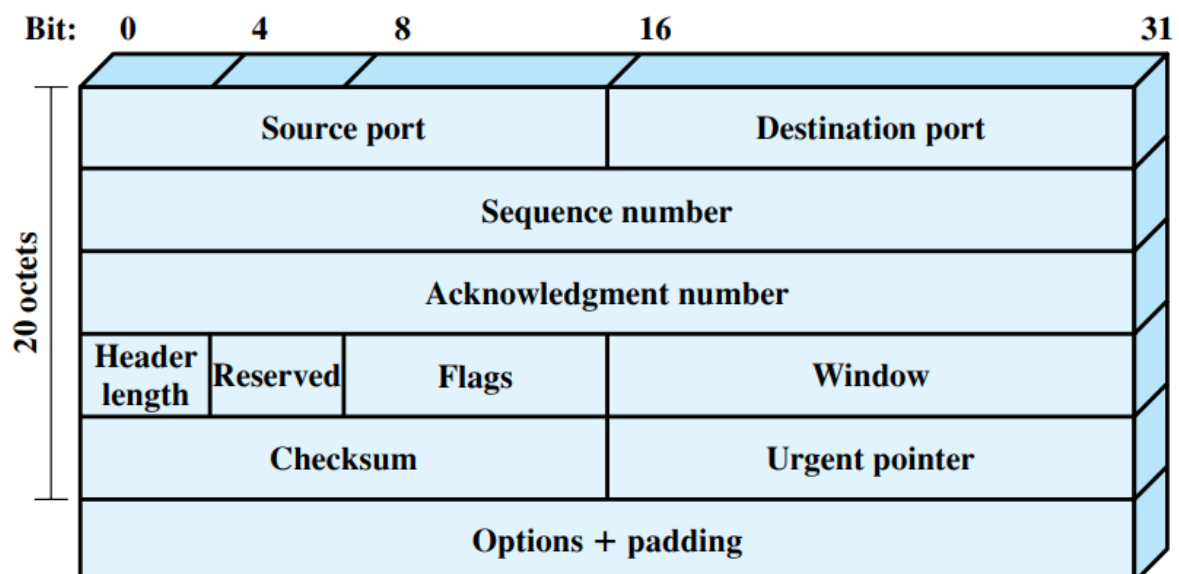 Bit: 0 4 8 16 31
Source port Destination port
Sequence number
20 octets
Acknowledgment number
Header
length
Reserved Flags Window
Checksum Urgent pointer
Options + padding